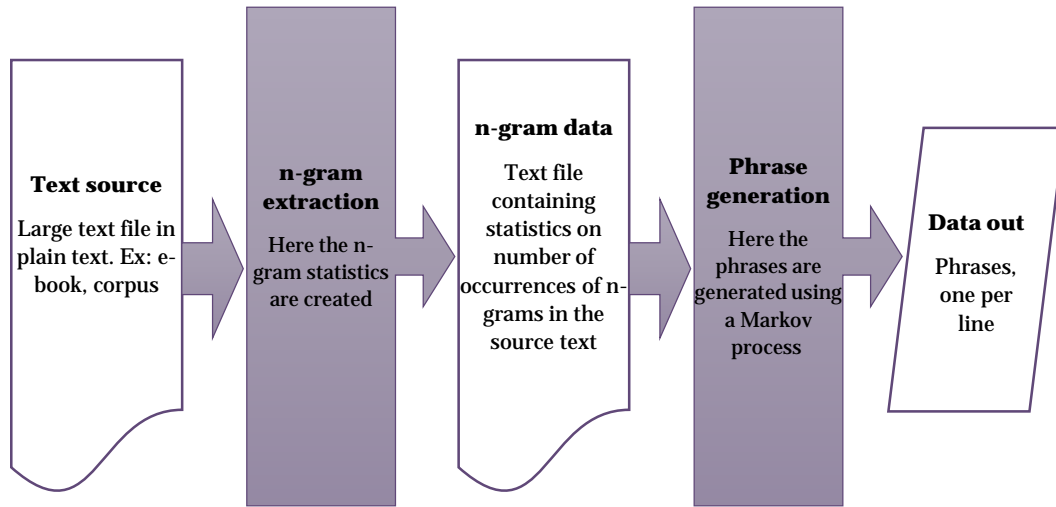 Text source
Large text file in
plain text. Ex: e-
book, corpus
n-gram
extraction
Here the n-
gram statistics
are created
n-gram data
Text file
containing
statistics on
number of
occurrences of n-
grams in the
source text
Phrase
generation
Here the
phrases are
generated using
a Markov
process
Data out
Phrases,
one per
line